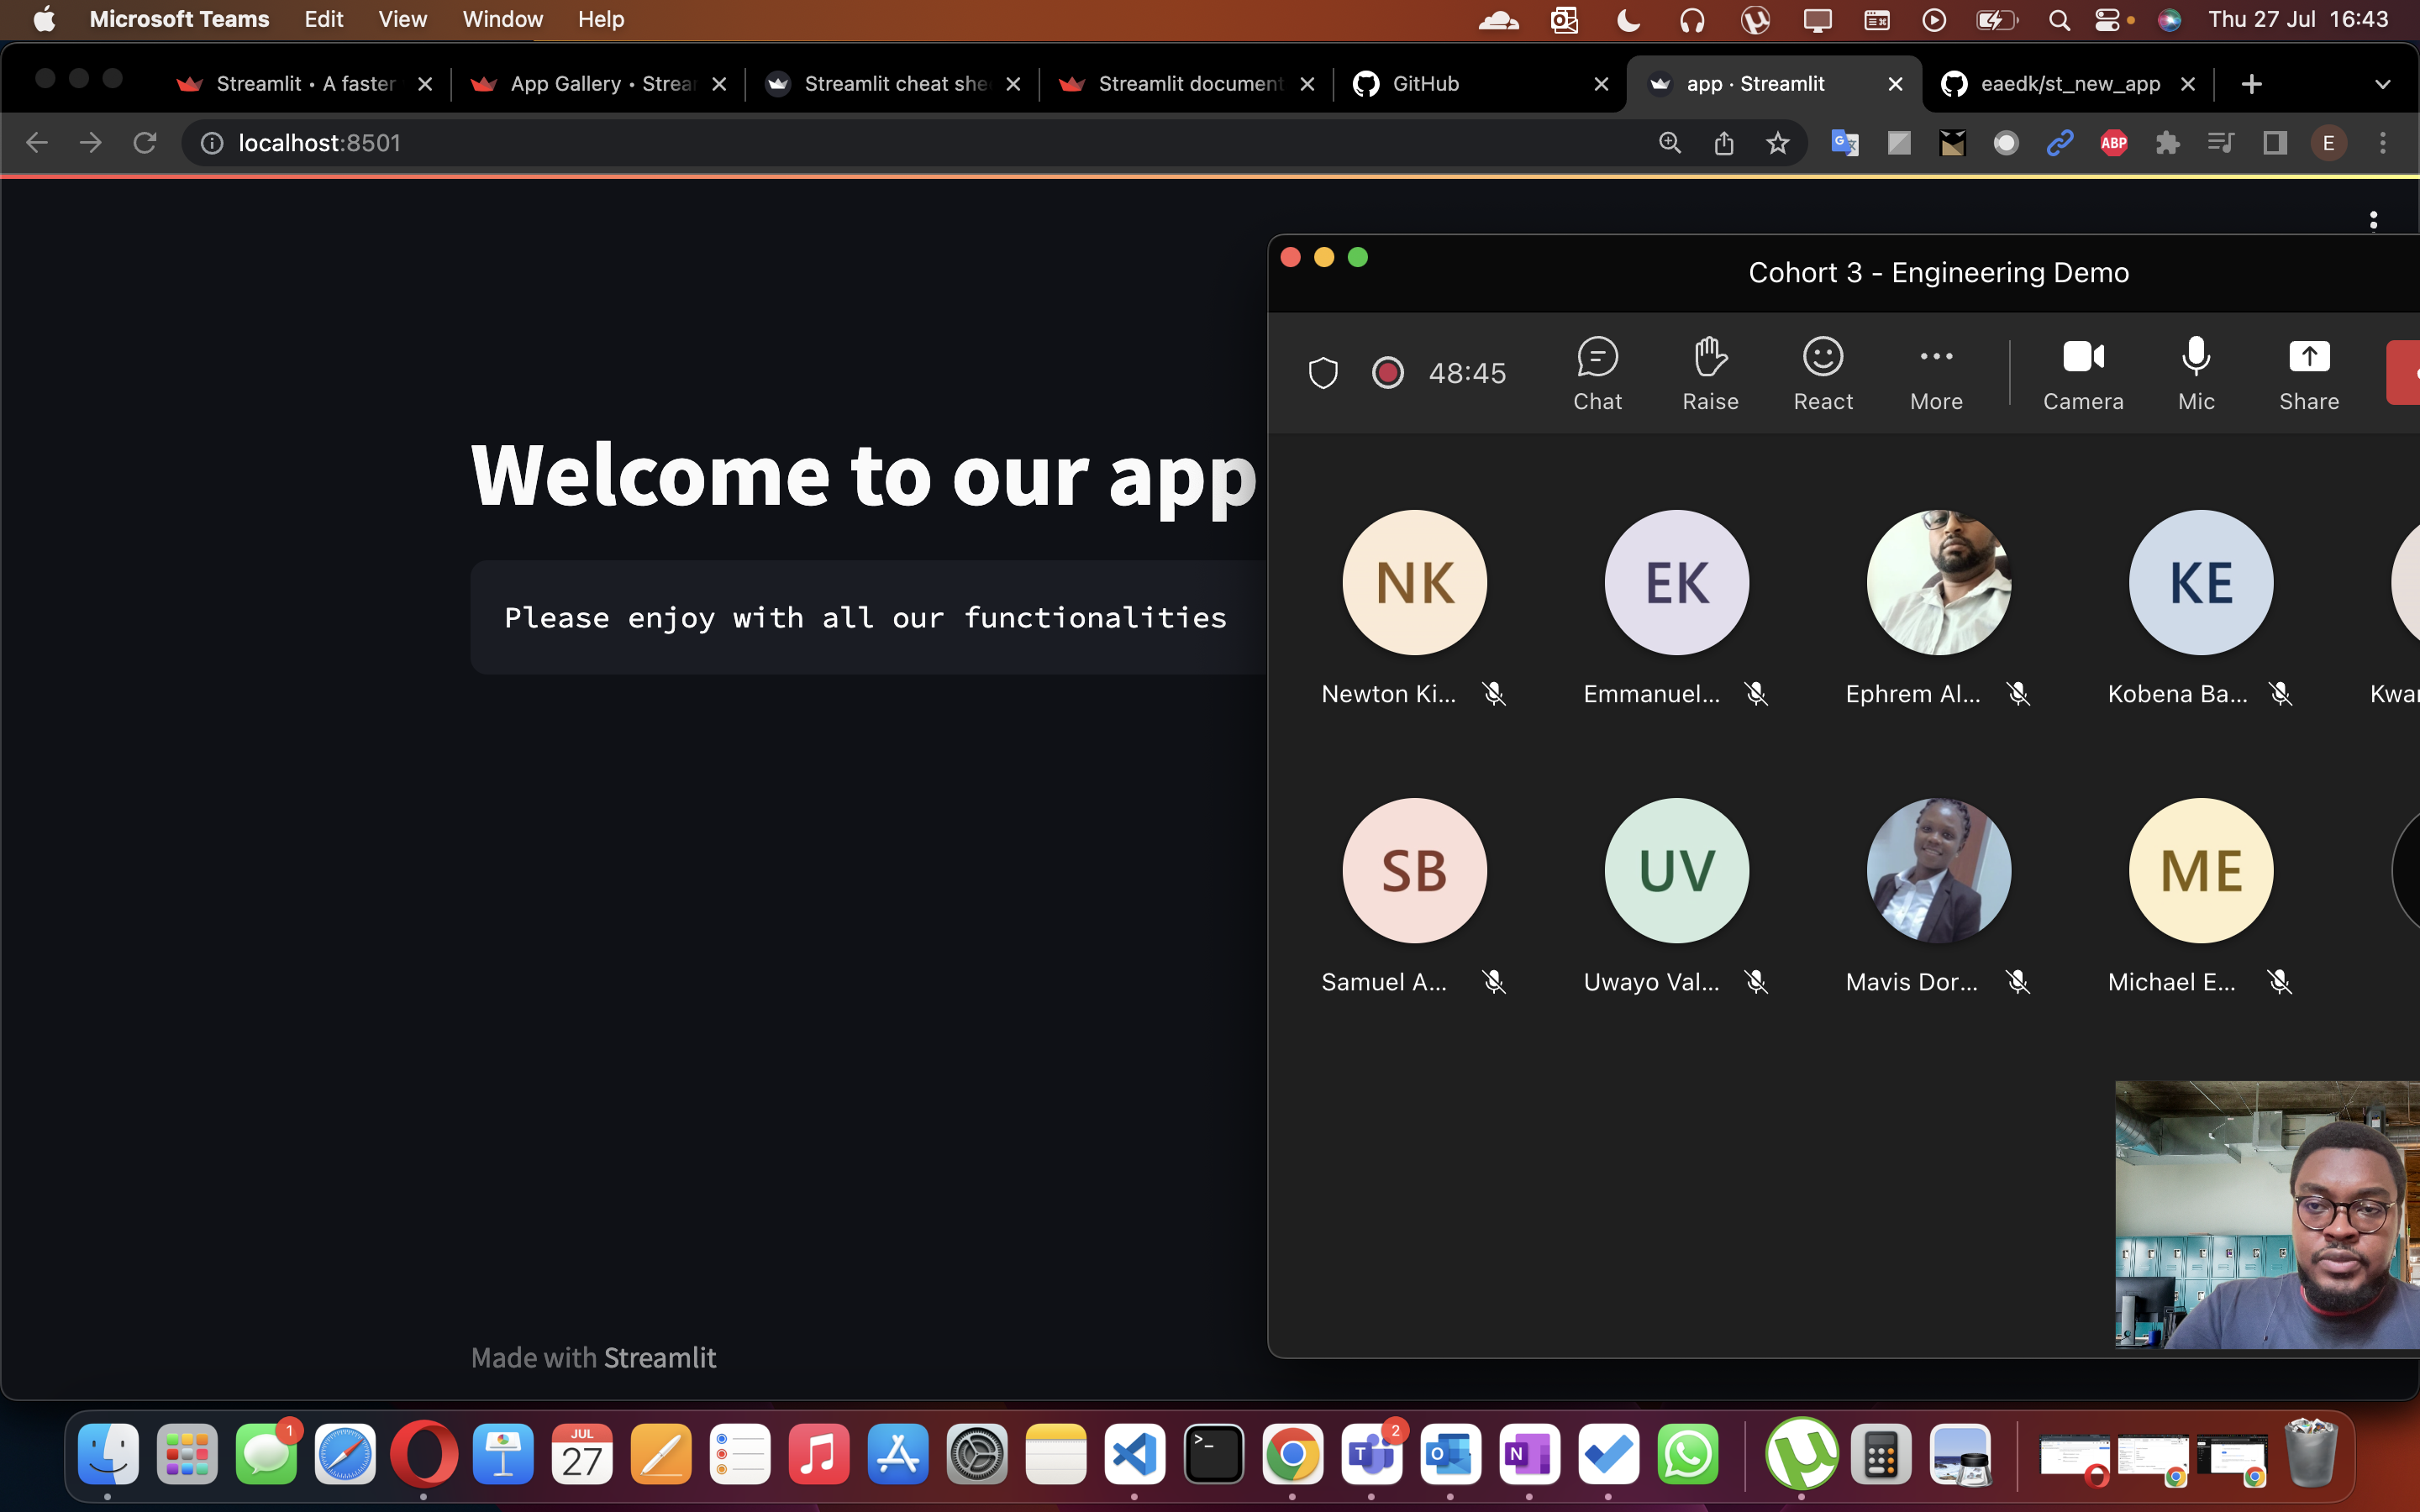 Microsoft Teams Edit View Window Help Thu 27 Jul 16:43
Streamlit • A faster App Gallery • Strea Streamlit cheat she Streamlit document GitHub app · Streamlit eaedk/st_new_app
localhost:8501 ABP E
Cohort 3 - Engineering Demo
48:45 Chat Raise React More Camera Mic Share
Welcome to our app
Please enjoy with all our functionalities
NK EK KE
Newton Ki... Emmanuel... Ephrem Al... Kobena Ba... Kwa
SB UV ME
Samuel A... Uwayo Val... Mavis Dor... Michael E...
Made with Streamlit
1 JUL 27 2